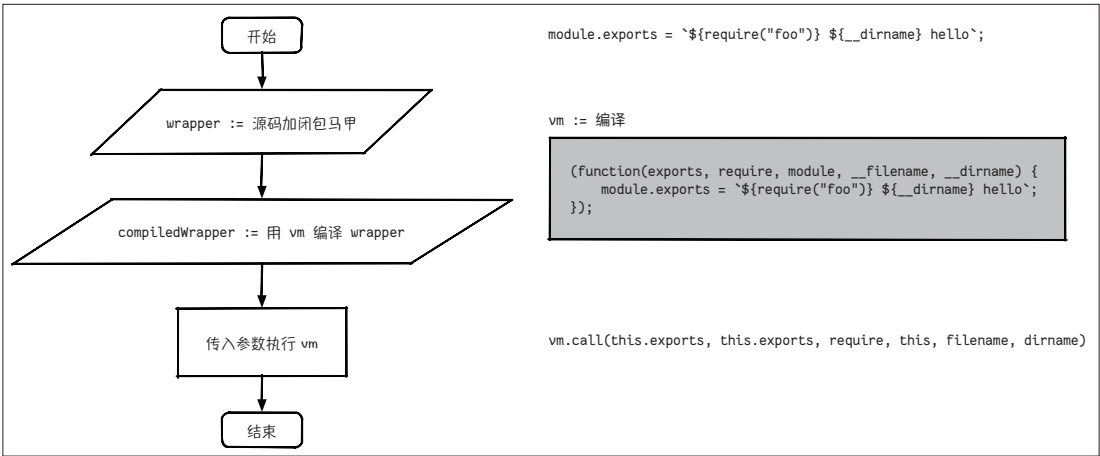 开始
wrapper := 源码加闭包马甲
compiledWrapper := 用 vm 编译 wrapper
传入参数执行 vm
结束
module.exports = `${require("foo")} ${__dirname} hello`;
vm := 编译
(function(exports, require, module, __filename, __dirname) {
    module.exports = `${require("foo")} ${__dirname} hello`;
});
vm.call(this.exports, this.exports, require, this, filename, dirname)